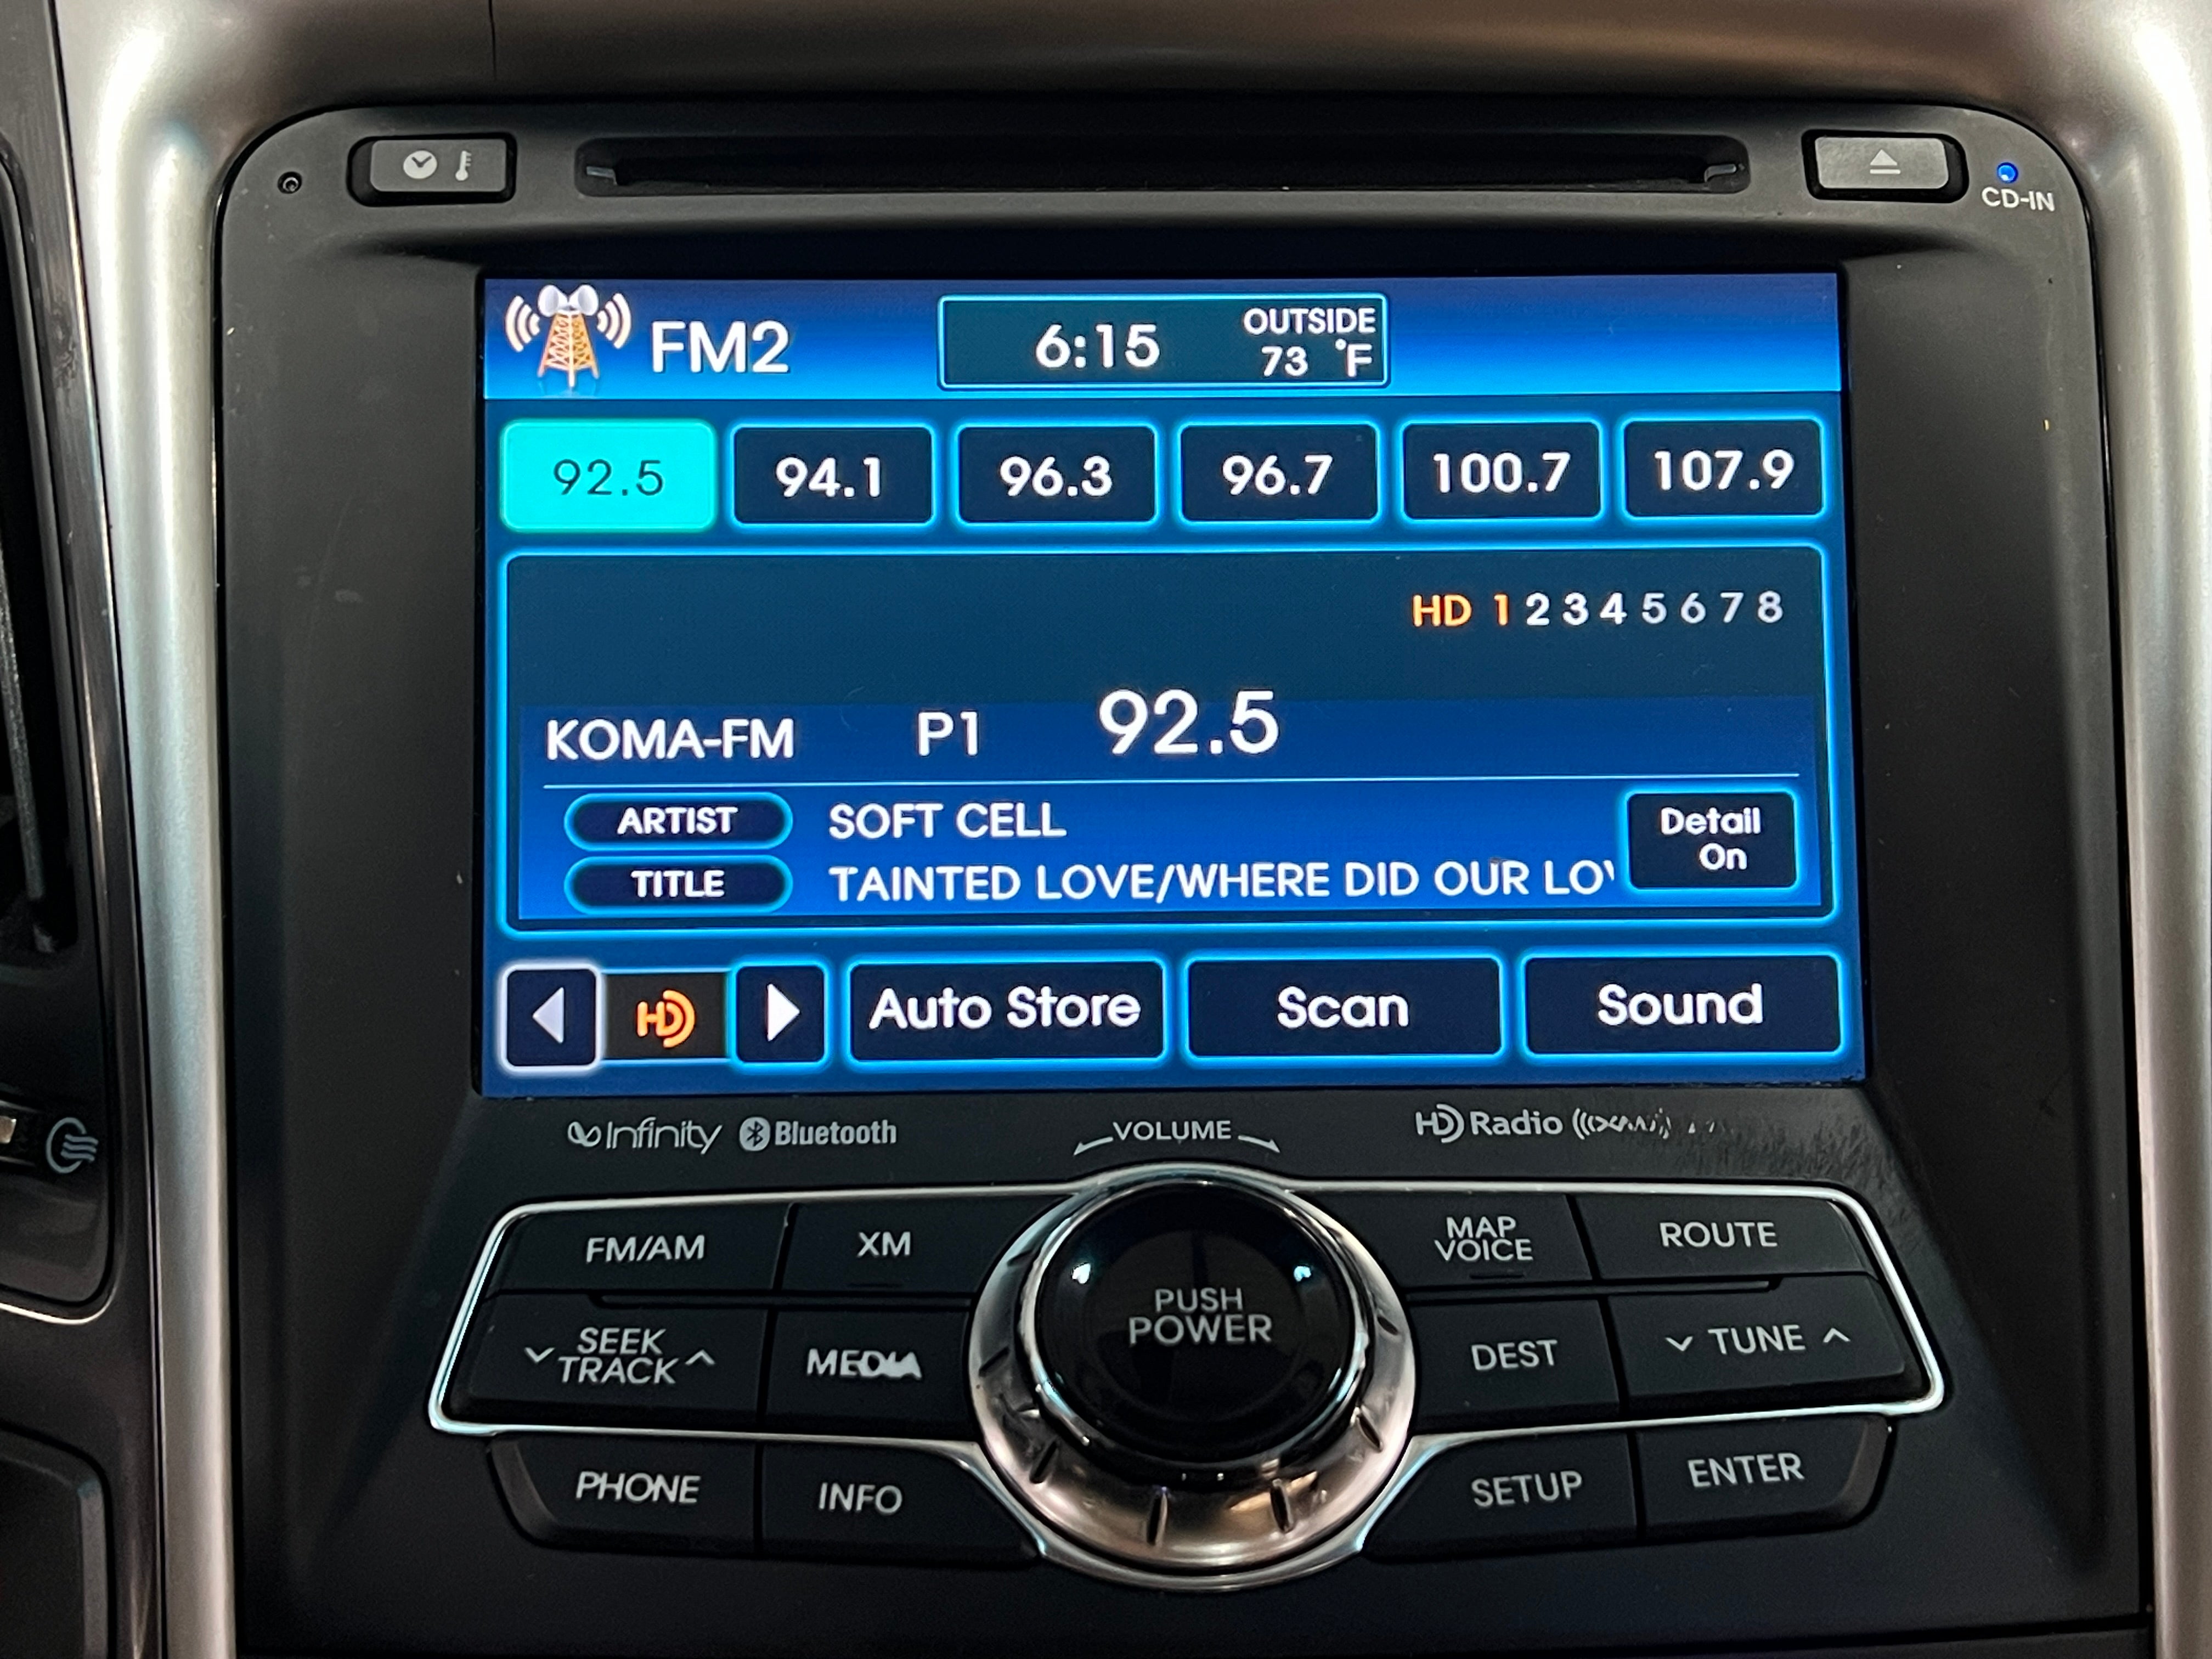 CD-IN
FM2
6:15
OUTSIDE
73 °F
92.5
94.1
96.3
96.7
100.7
107.9
HD 1 2 3 4 5 6 7 8
KOMA-FM P1 92.5
ARTIST SOFT CELL
TITLE TAINTED LOVE/WHERE DID OUR LOV
Detail
On
HD
Auto Store
Scan
Sound
Infinity
Bluetooth
VOLUME
HD Radio
FM/AM
XM
MAP
VOICE
ROUTE
PUSH
POWER
SEEK
TRACK
MEDIA
DEST
TUNE
PHONE
INFO
SETUP
ENTER